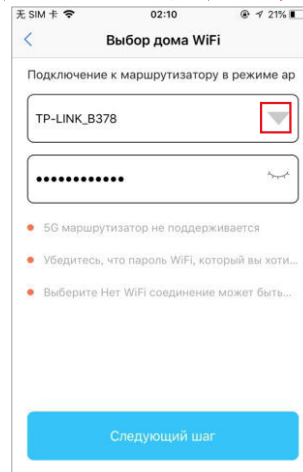 无 SIM 卡 02:10 21%
Выбор дома WiFi
Подключение к маршрутизатору в режиме ap
TP-LINK_B378
••••••••••••
5G маршрутизатор не поддерживается
Убедитесь, что пароль WiFi, который вы хоти...
Выберите Нет WiFi соединение может быть...
Следующий шаг